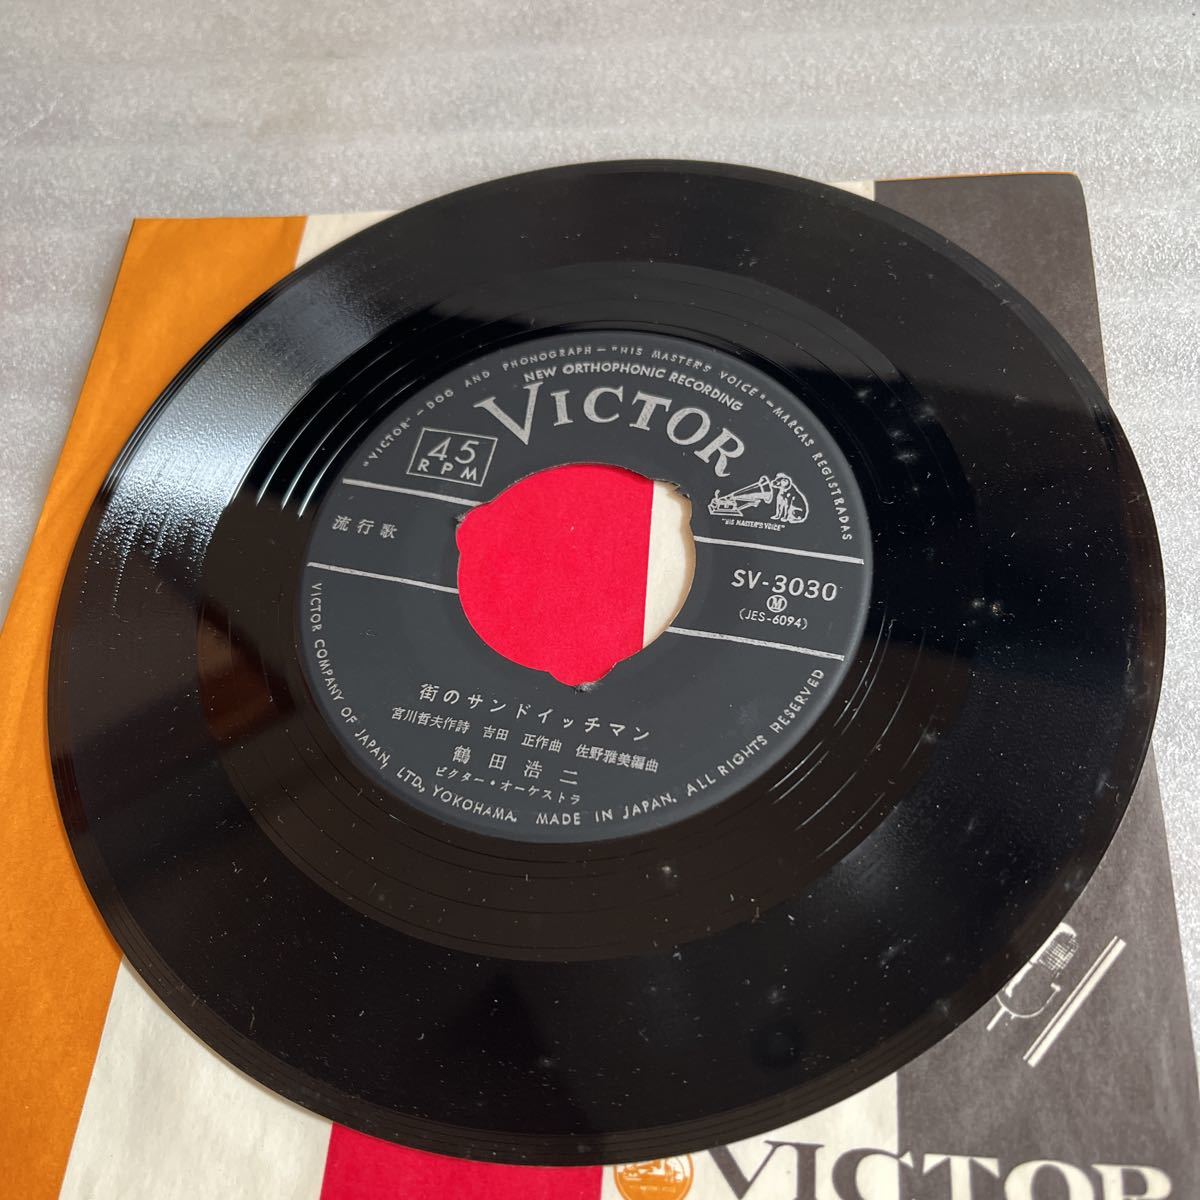 "VICTOR" – DOG AND PHONOGRAPH – "HIS MASTER'S VOICE" – MARCAS REGISTRADAS
NEW ORTHOPHONIC RECORDING
VICTOR
45
RPM
"HIS MASTER'S VOICE"
流行歌
SV-3030
M
(JES-6094)
街のサンドイッチマン
宮川哲夫作詩 吉田 正作曲 佐野雅美編曲
鶴田浩二
ビクター・オーケストラ
VICTOR COMPANY OF JAPAN, LTD., YOKOHAMA. MADE IN JAPAN. ALL RIGHTS RESERVED
VICTOR